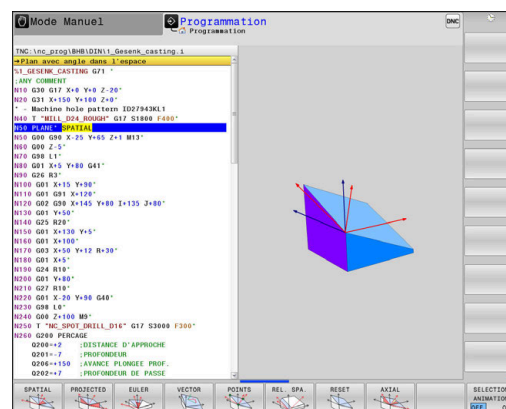 Mode Manuel
Programmation
Programmation
DNC
TNC:\nc_prog\BHB\DIN\1_Gesenk_casting.i
→Plan avec angle dans l'espace
%1_GESENK_CASTING G71 *
;ANY COMMENT
N10 G30 G17 X+0 Y+0 Z-20*
N20 G31 X+150 Y+100 Z+0*
* - Machine hole pattern ID27943KL1
N40 T "MILL_D24_ROUGH" G17 S1800 F400*
N50 PLANE* SPATIAL
N50 G00 G90 X-25 Y+65 Z+1 M13*
N60 G00 Z-5*
N70 G98 L1*
N80 G01 X+5 Y+80 G41*
N90 G26 R3*
N100 G01 X+15 Y+90*
N110 G01 G91 X+120*
N120 G02 G90 X+145 Y+80 I+135 J+80*
N130 G01 Y+50*
N140 G25 R20*
N150 G01 X+130 Y+5*
N160 G01 X+100*
N170 G03 X+50 Y+12 R+30*
N180 G01 X+5*
N190 G24 R10*
N200 G01 Y+80*
N210 G27 R10*
N220 G01 X-20 Y+90 G40*
N230 G98 L0*
N240 G00 Z+100 M9*
N250 T "NC_SPOT_DRILL_D16" G17 S3000 F300*
N260 G200 PERCAGE
Q200=+2 ;DISTANCE D'APPROCHE
Q201=-7 ;PROFONDEUR
Q206=+150 ;AVANCE PLONGEE PROF.
Q202=+7 ;PROFONDEUR DE PASSE
SPATIAL
PROJECTED
EULER
VECTOR
POINTS
REL. SPA.
RESET
AXIAL
SELECTION
ANIMATION
OFF